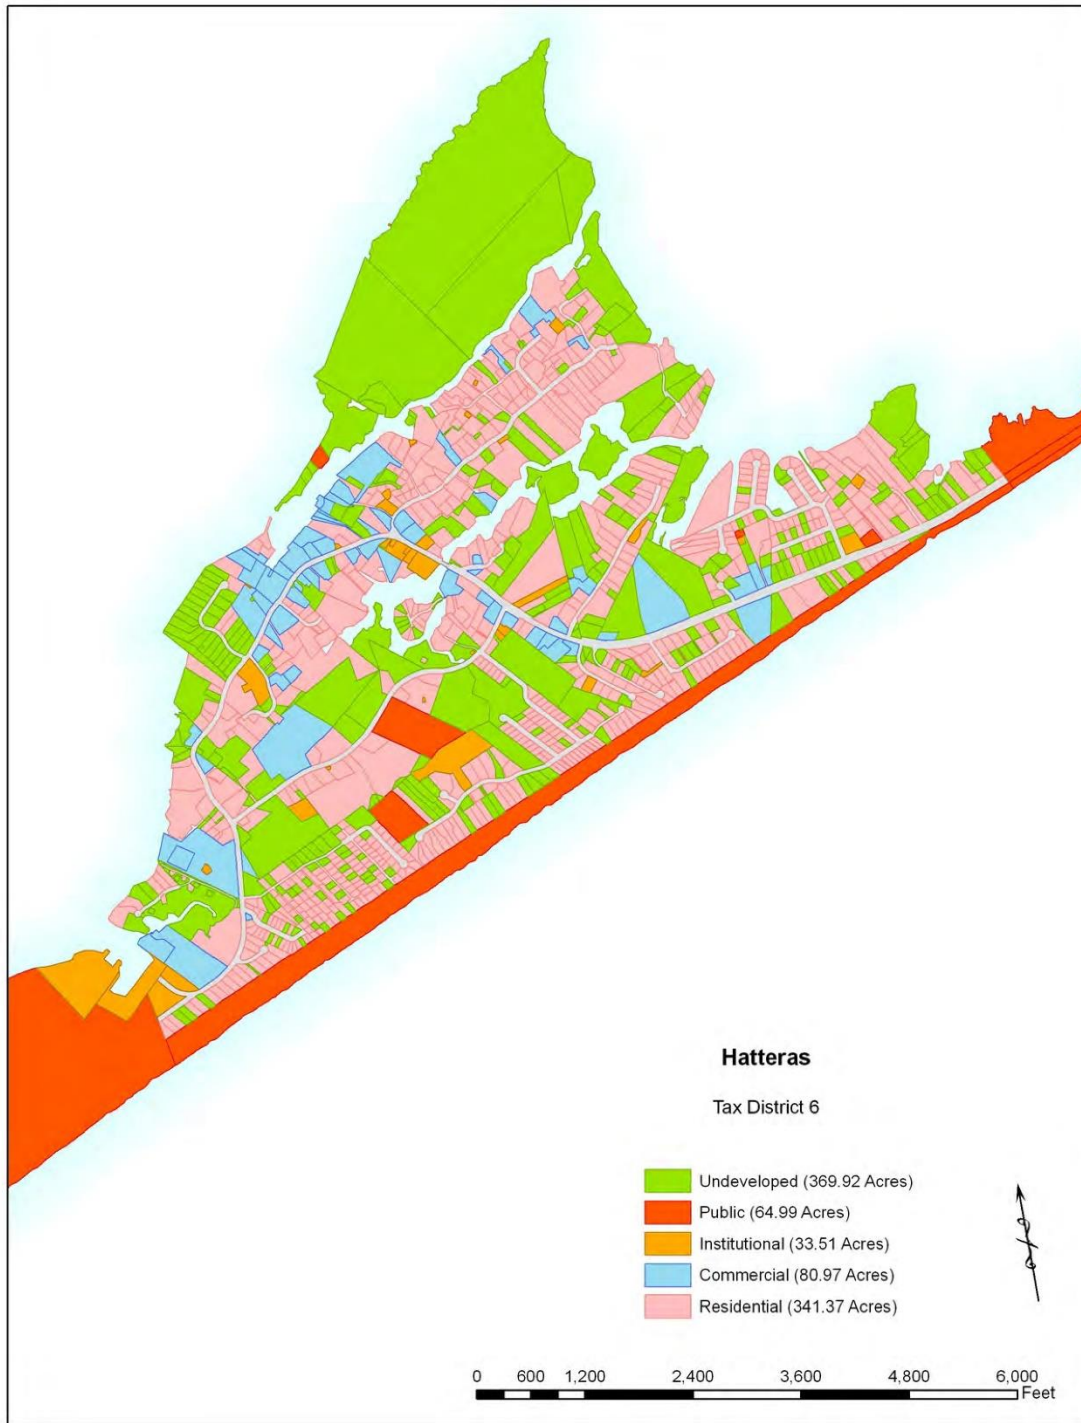 Hatteras
Tax District 6
Undeveloped (369.92 Acres)
Public (64.99 Acres)
Institutional (33.51 Acres)
Commercial (80.97 Acres)
Residential (341.37 Acres)
0 600 1,200 2,400 3,600 4,800 6,000
Feet